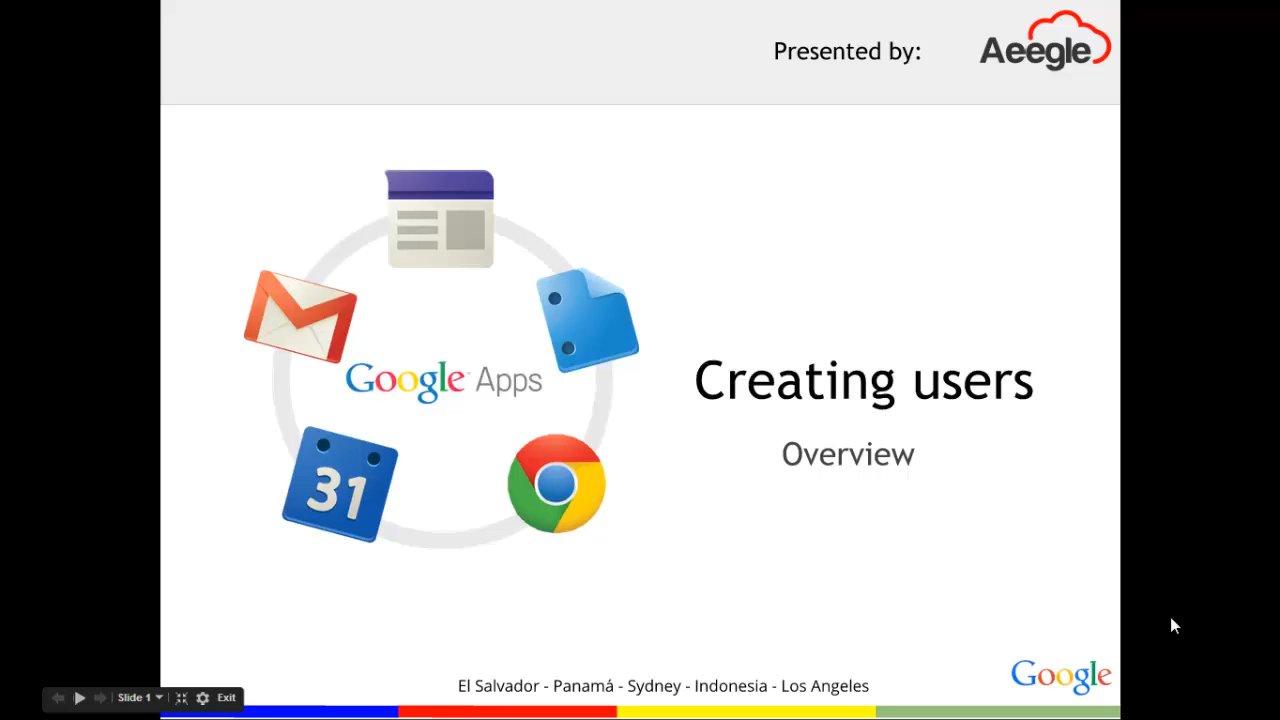 Presented by:
Aeegle
Google Apps
31
Creating users
Overview
El Salvador - Panamá - Sydney - Indonesia - Los Angeles
Google
Slide 1
Exit